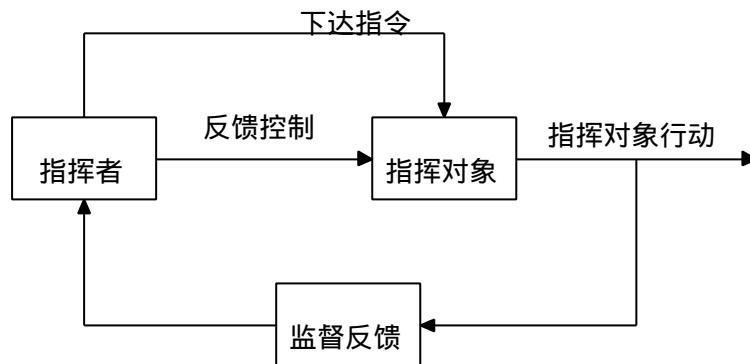 下达指令
反馈控制
指挥对象行动
指挥者
指挥对象
监督反馈